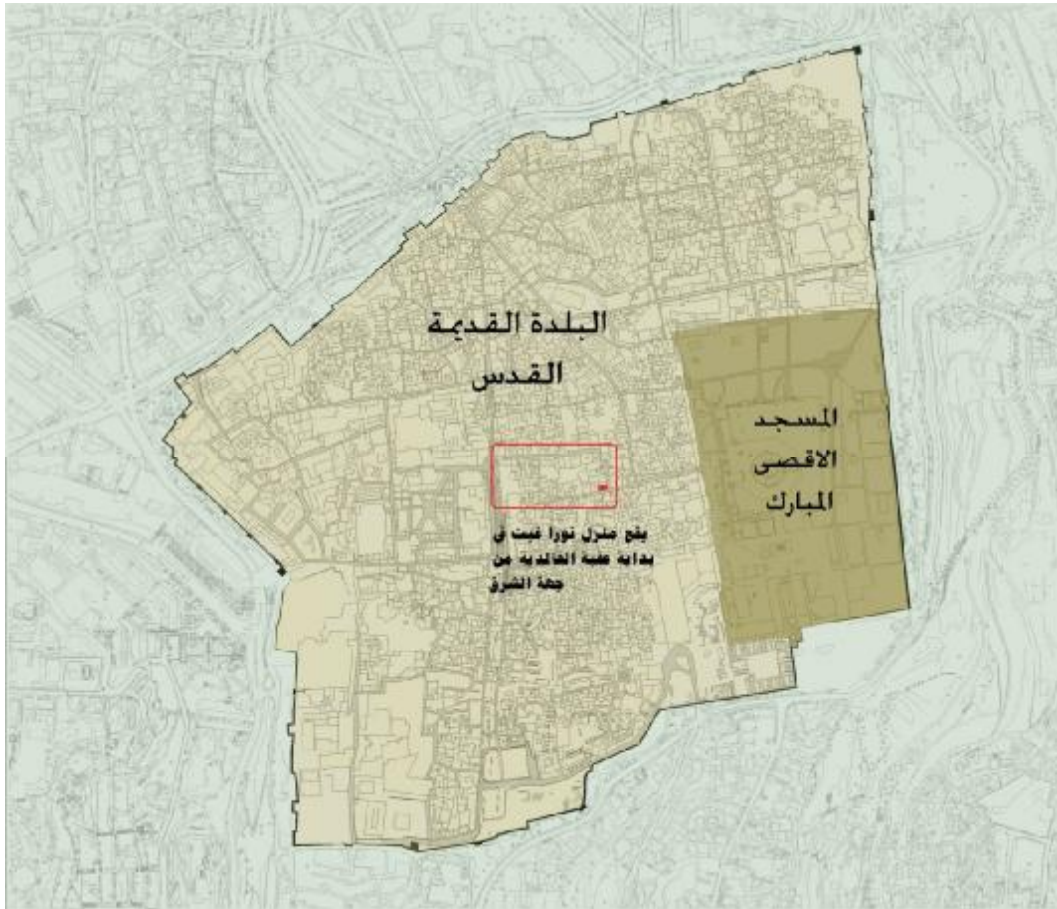 البلدة القديمة
القدس
المسجد
الاقصى
المبارك
يقع منزل نورا غيث في
بداية عقبة الخالدية من
جهة الشرق